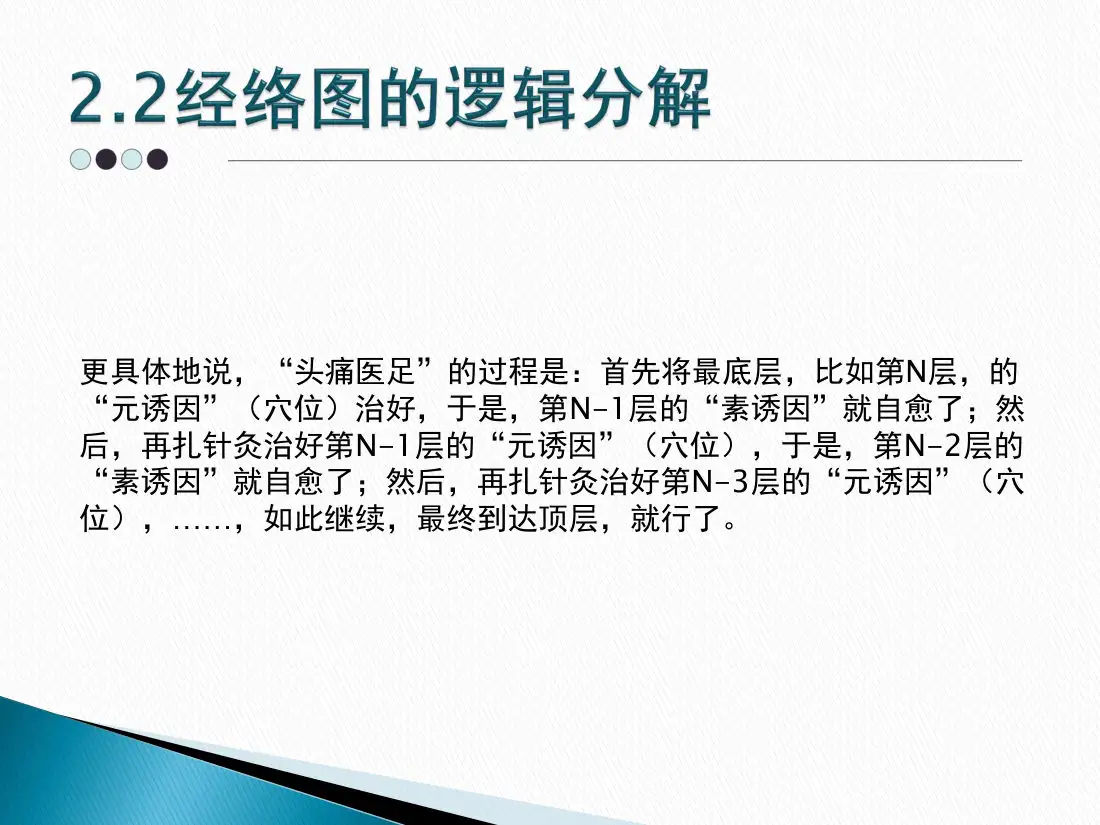 2.2经络图的逻辑分解
更具体地说，“头痛医足”的过程是：首先将最底层，比如第N层，的
“元诱因”（穴位）治好，于是，第N-1层的“素诱因”就自愈了；然
后，再扎针灸治好第N-1层的“元诱因”（穴位），于是，第N-2层的
“素诱因”就自愈了；然后，再扎针灸治好第N-3层的“元诱因”（穴
位），……，如此继续，最终到达顶层，就行了。